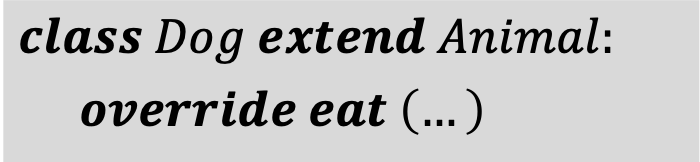 class Dog extend Animal:
override eat (...)